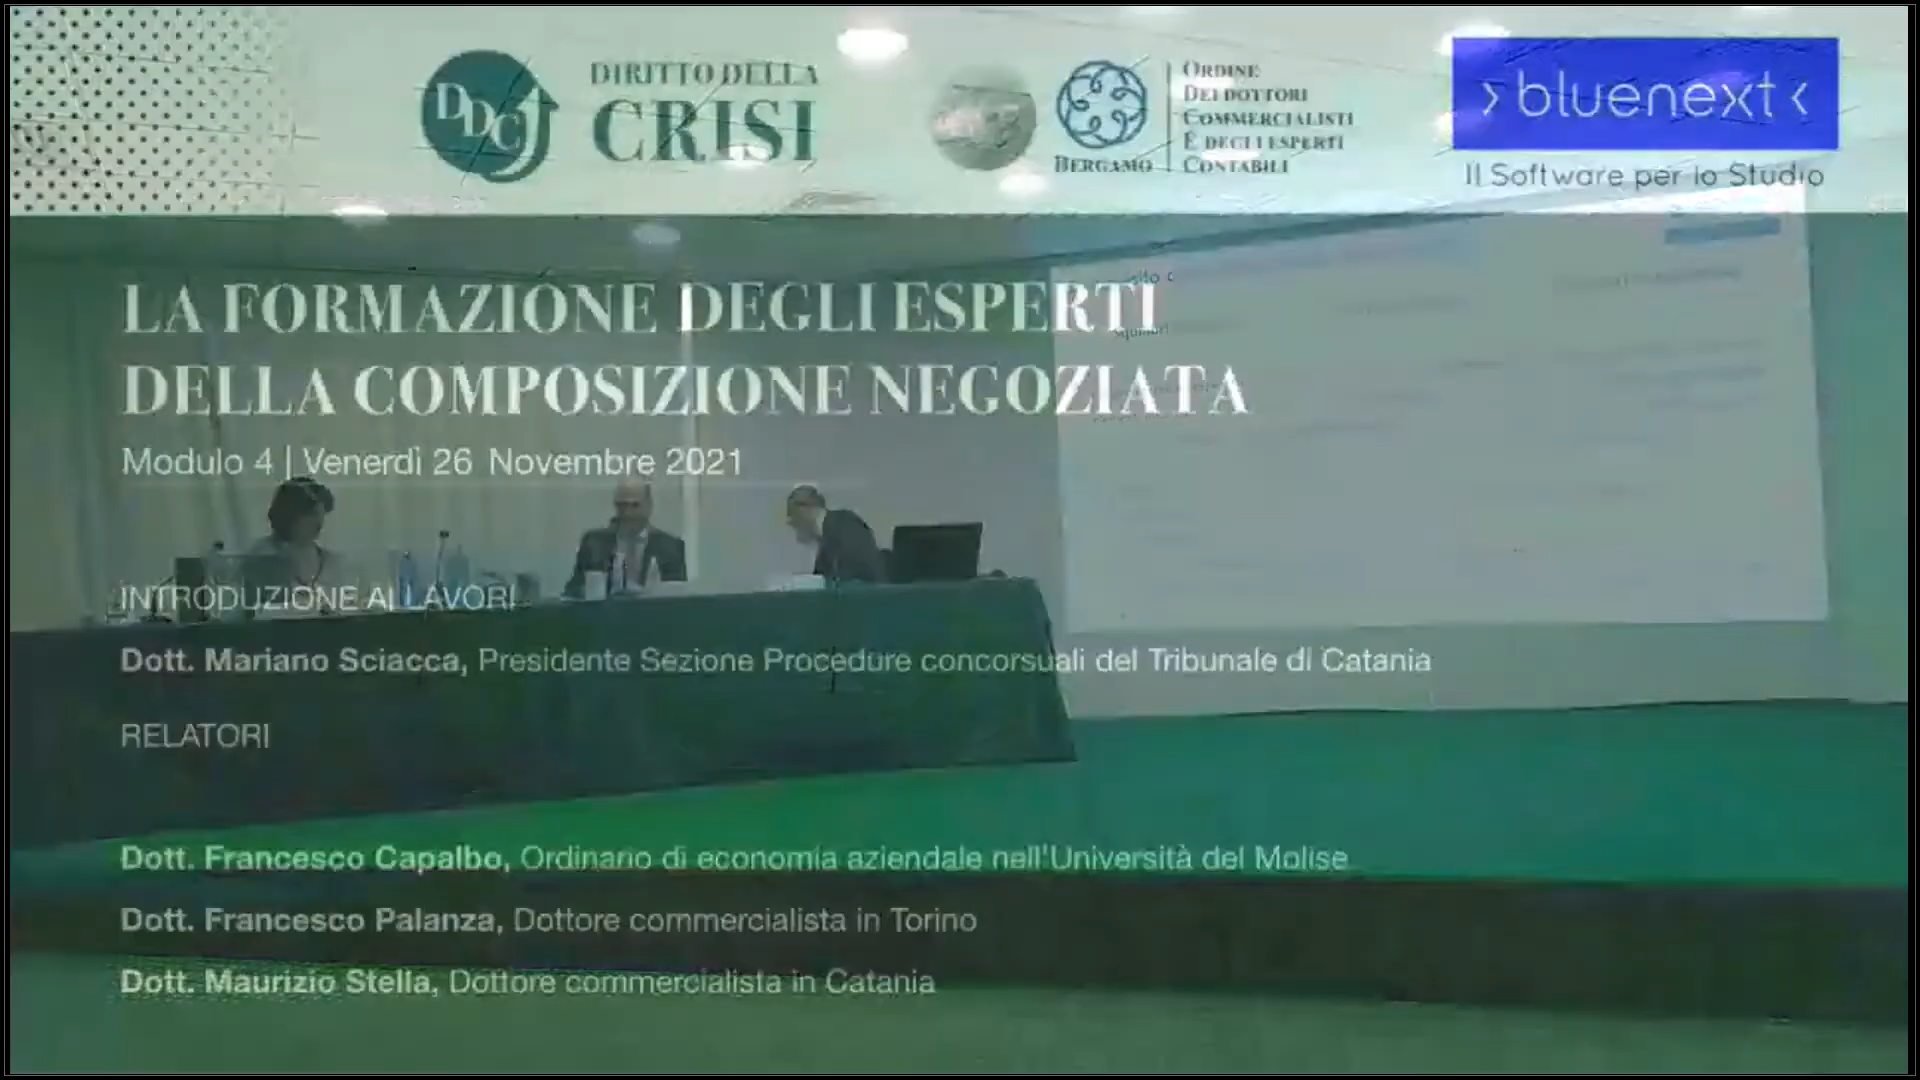 DDC
DIRITTO DELLA
CRISI
BERGAMO
ORDINE
DEI DOTTORI
COMMERCIALISTI
E DEGLI ESPERTI
CONTABILI
bluenext
Il Software per lo Studio
LA FORMAZIONE DEGLI ESPERTI
DELLA COMPOSIZIONE NEGOZIATA
Modulo 4 | Venerdì 26 Novembre 2021
INTRODUZIONE AI LAVORI
Dott. Mariano Sciacca, Presidente Sezione Procedure concorsuali del Tribunale di Catania
RELATORI
Dott. Francesco Capalbo, Ordinario di economia aziendale nell'Università del Molise
Dott. Francesco Palanza, Dottore commercialista in Torino
Dott. Maurizio Stella, Dottore commercialista in Catania